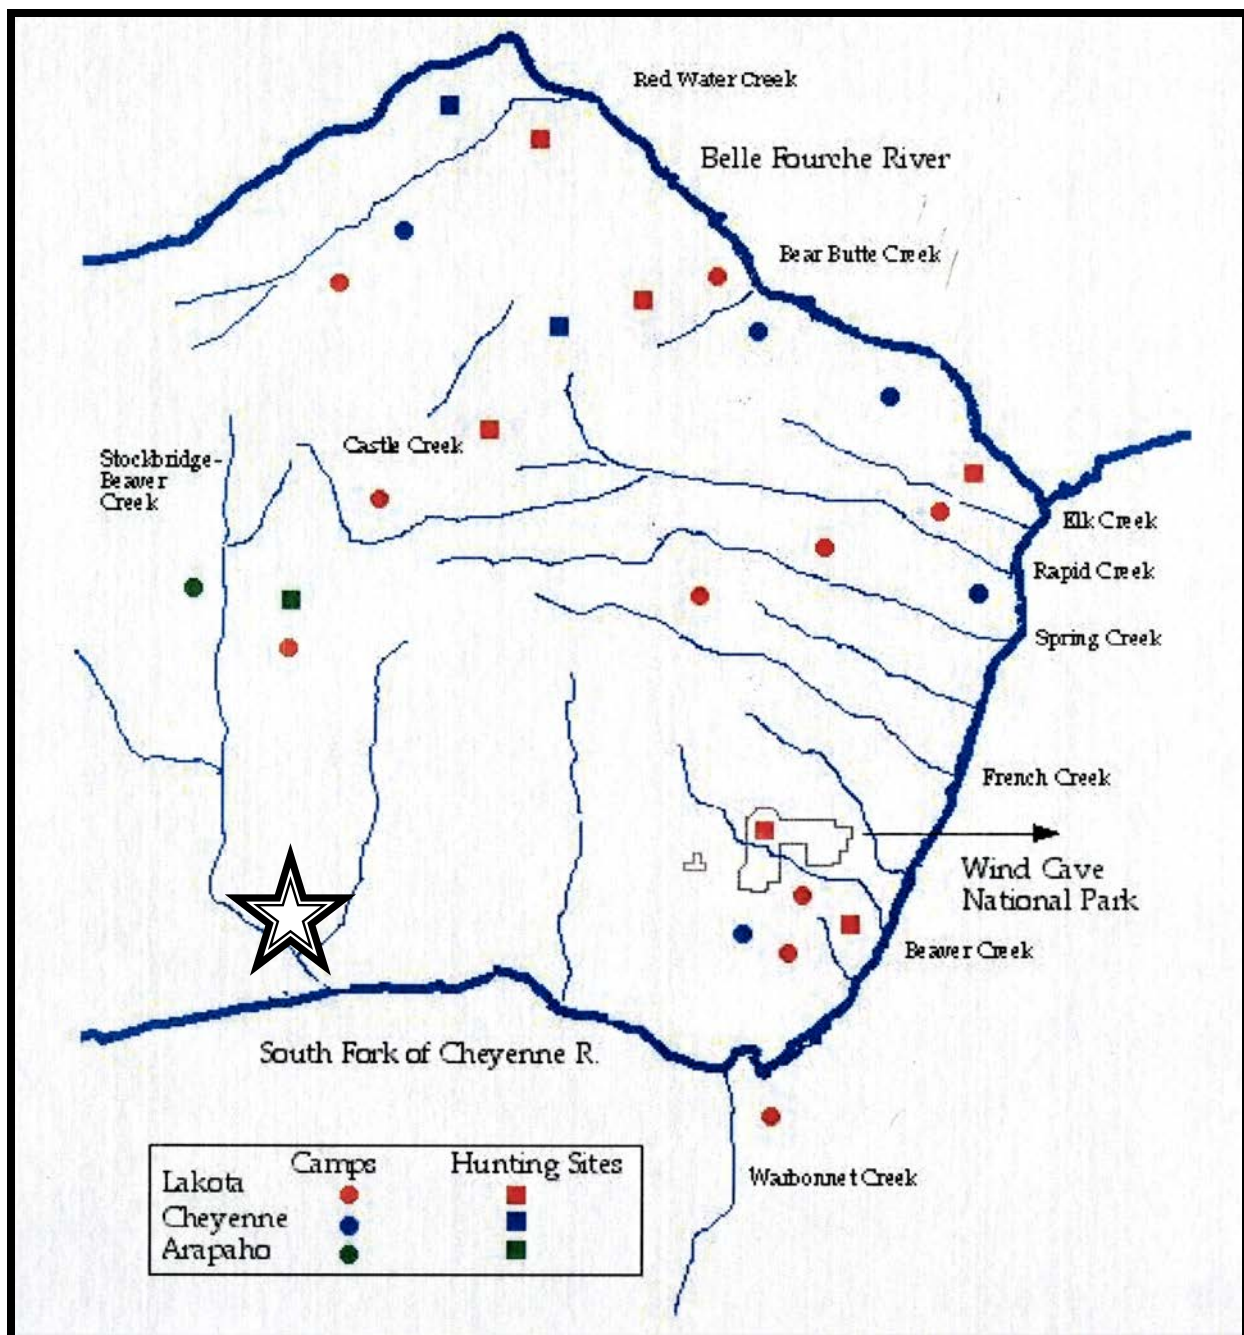 Red Water Creek
Belle Fourche River
Bear Butte Creek
Castle Creek
Stockbridge-
Beaver
Creek
Elk Creek
Rapid Creek
Spring Creek
French Creek
Wind Cave
National Park
Beaver Creek
South Fork of Cheyenne R.
Warbonnet Creek
Camps Hunting Sites
Lakota
Cheyenne
Arapaho